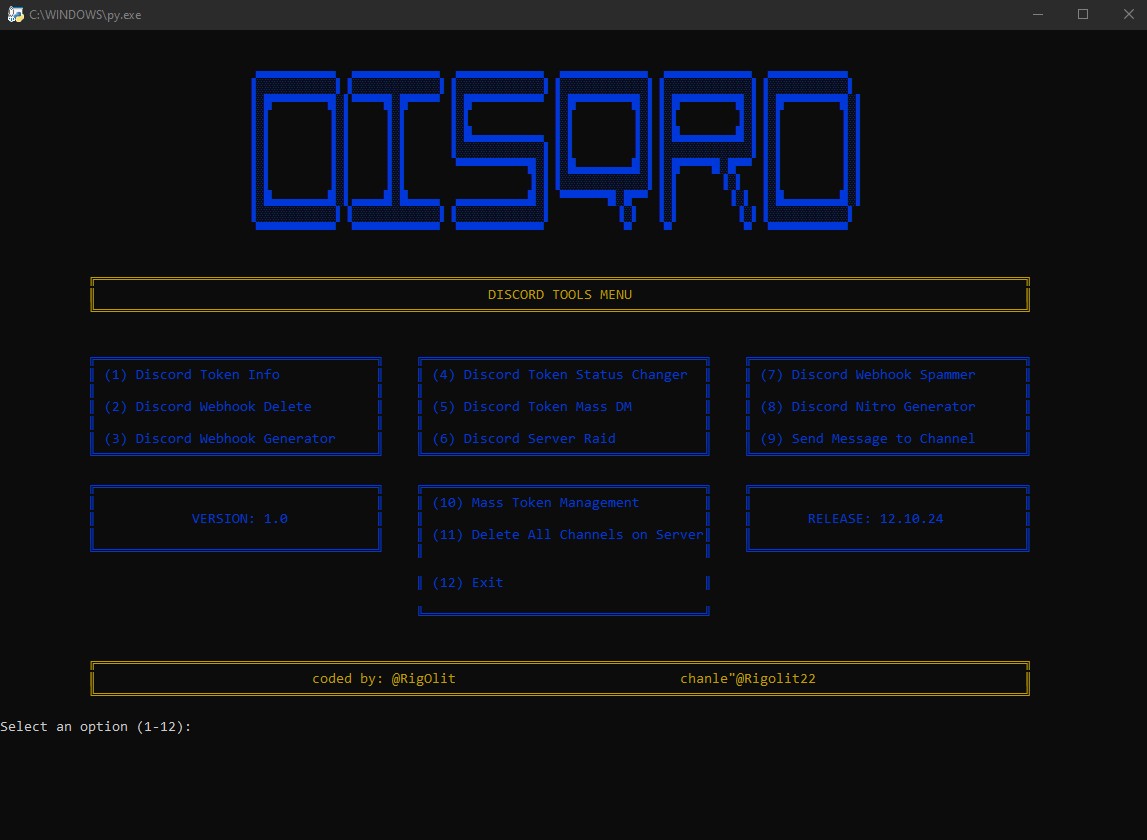 C:\WINDOWS\py.exe
DISQRO
DISCORD TOOLS MENU
(1) Discord Token Info
(2) Discord Webhook Delete
(3) Discord Webhook Generator
(4) Discord Token Status Changer
(5) Discord Token Mass DM
(6) Discord Server Raid
(7) Discord Webhook Spammer
(8) Discord Nitro Generator
(9) Send Message to Channel
VERSION: 1.0
(10) Mass Token Management
(11) Delete All Channels on Server
(12) Exit
RELEASE: 12.10.24
coded by: @RigOlit chanle"@Rigolit22
Select an option (1-12):